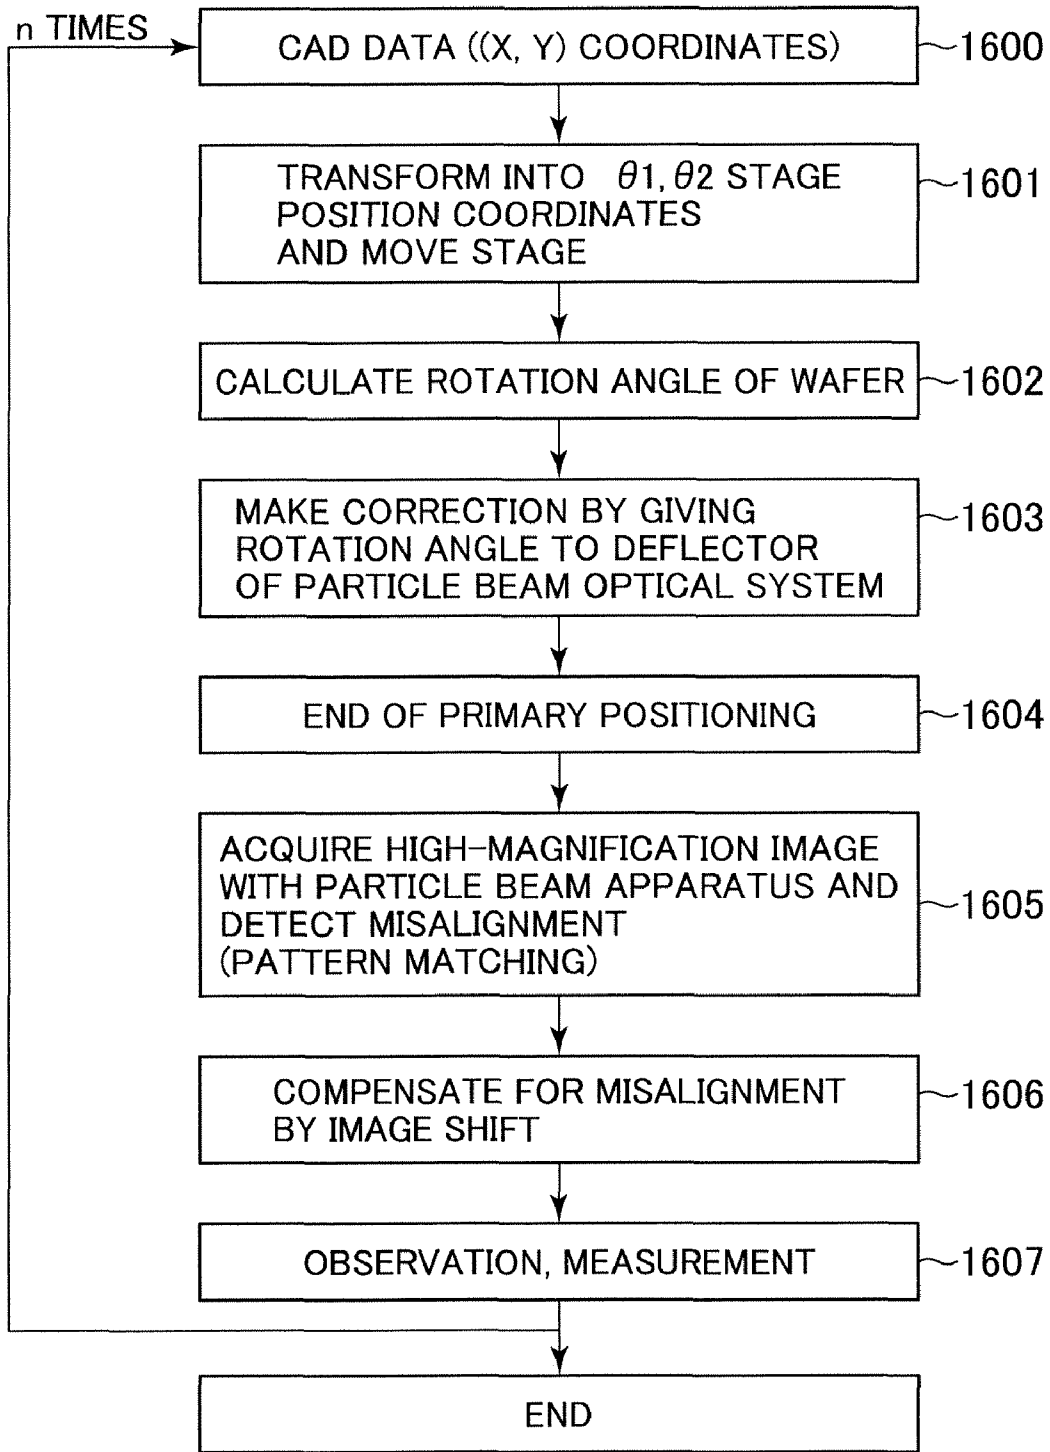 n TIMES
CAD DATA ((X, Y) COORDINATES)
1600
TRANSFORM INTO θ1, θ2 STAGE
POSITION COORDINATES
AND MOVE STAGE
1601
CALCULATE ROTATION ANGLE OF WAFER
1602
MAKE CORRECTION BY GIVING
ROTATION ANGLE TO DEFLECTOR
OF PARTICLE BEAM OPTICAL SYSTEM
1603
END OF PRIMARY POSITIONING
1604
ACQUIRE HIGH-MAGNIFICATION IMAGE
WITH PARTICLE BEAM APPARATUS AND
DETECT MISALIGNMENT
(PATTERN MATCHING)
1605
COMPENSATE FOR MISALIGNMENT
BY IMAGE SHIFT
1606
OBSERVATION, MEASUREMENT
1607
END